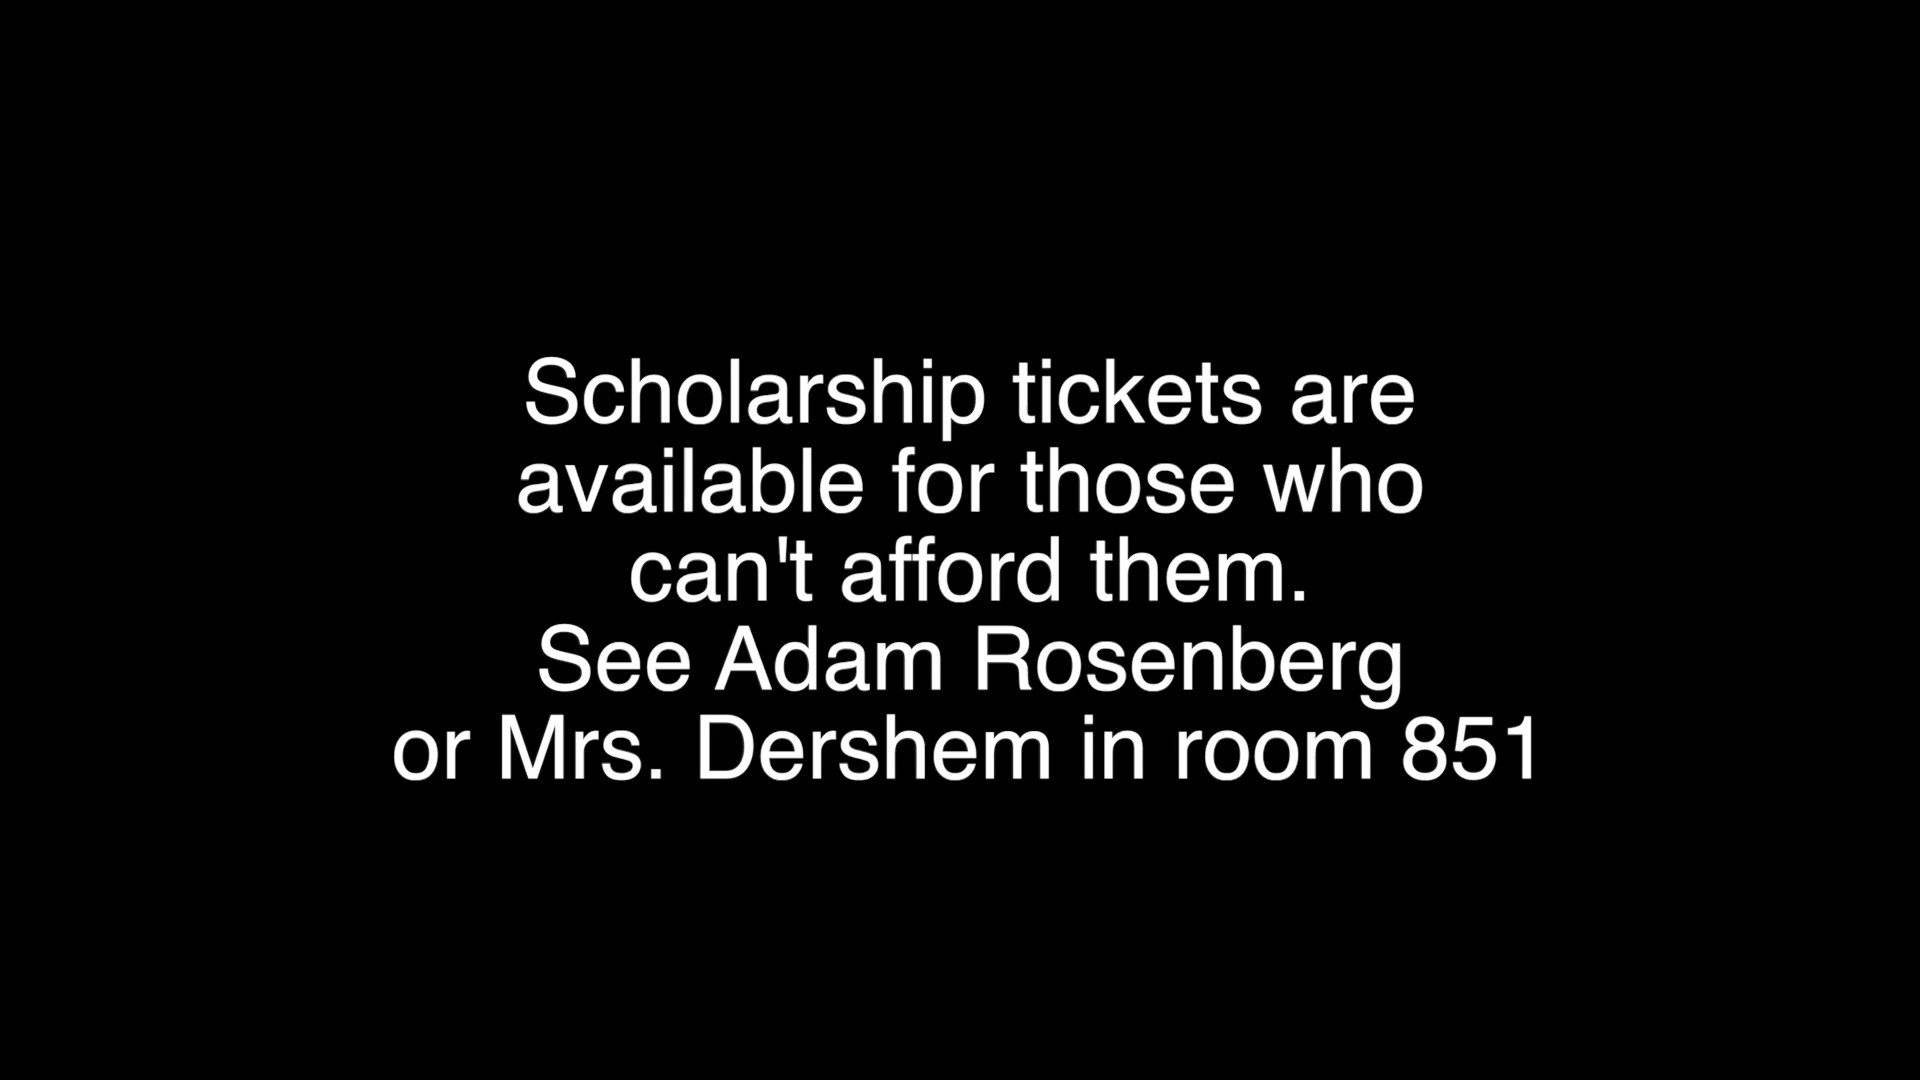 Scholarship tickets are
available for those who
can't afford them.
See Adam Rosenberg
or Mrs. Dershem in room 851